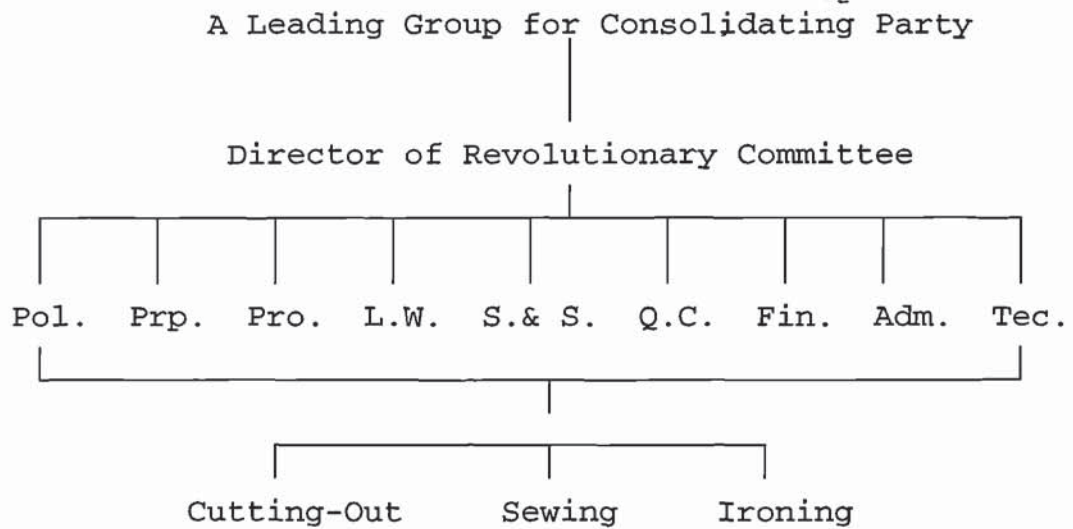 A Leading Group for Consolidating Party
Director of Revolutionary Committee
Pol. Prp. Pro. L.W. S.& S. Q.C. Fin. Adm. Tec.
Cutting-Out Sewing Ironing